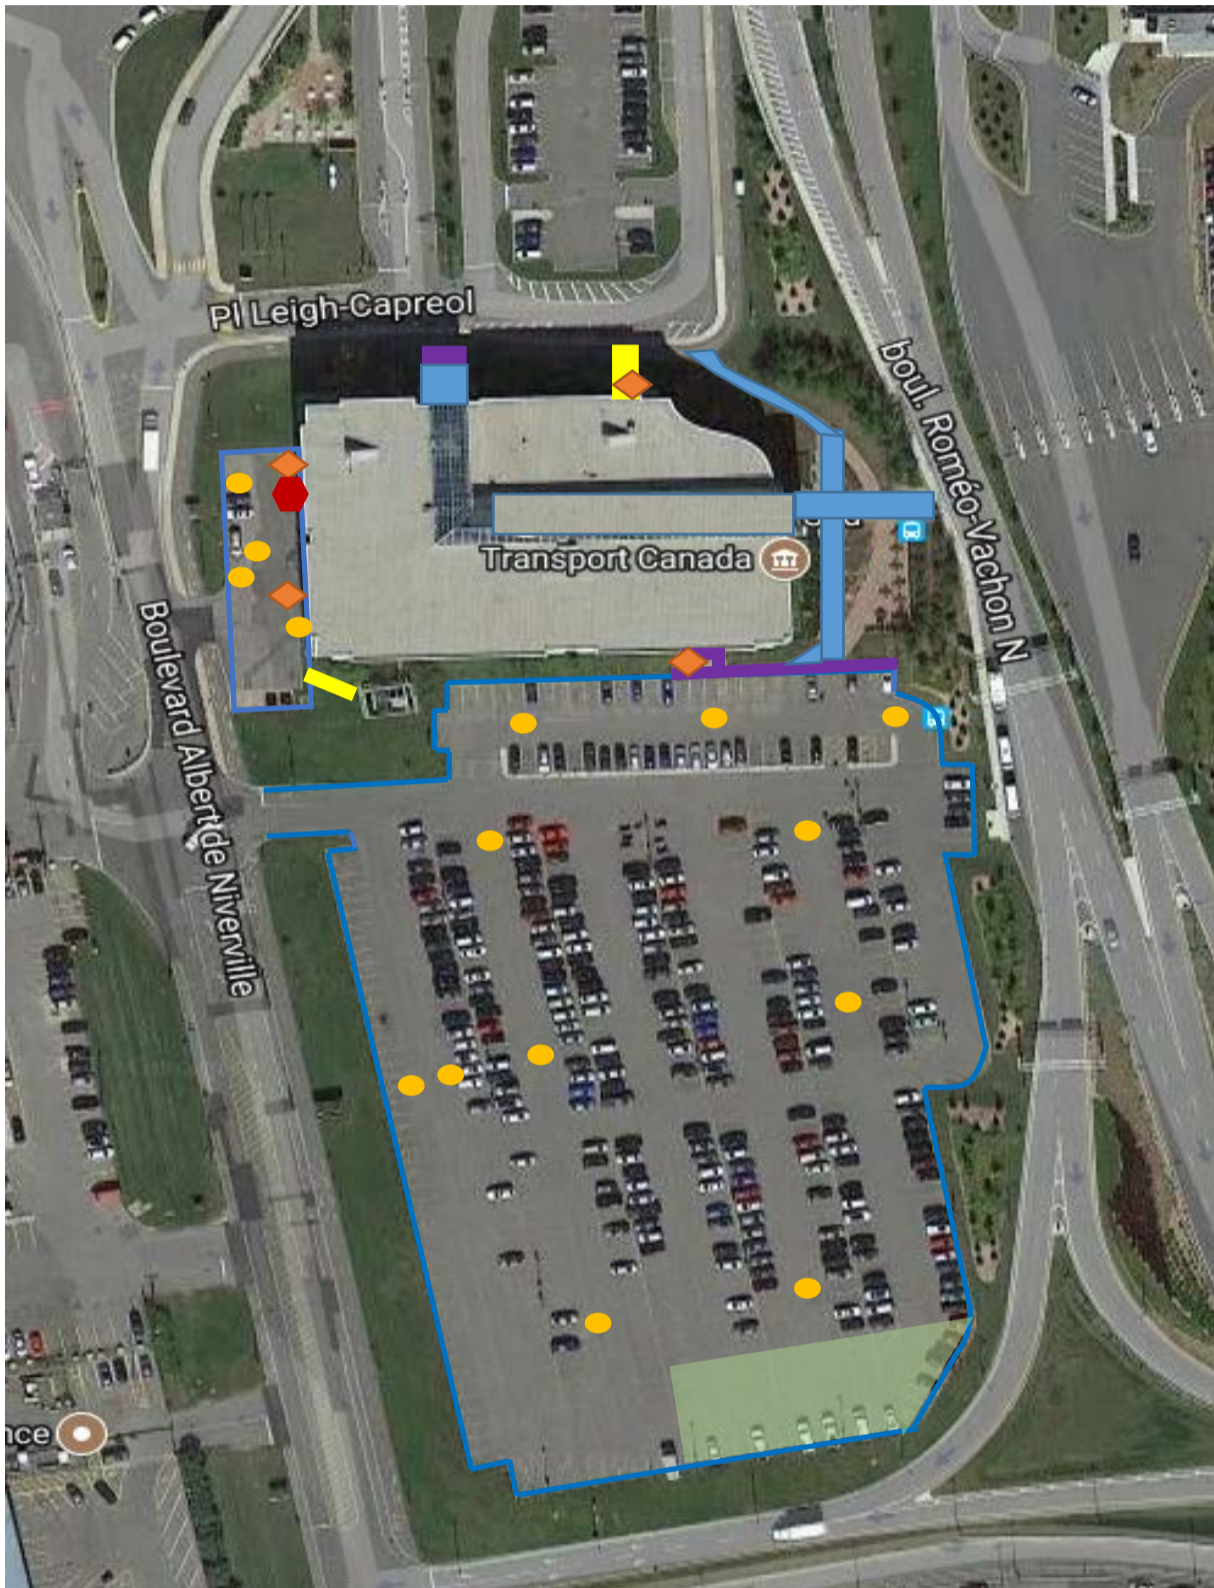 Pl Leigh-Capreol
boul. Roméo-Vachon N
Transport Canada
Boulevard Albert de Niverville
nce